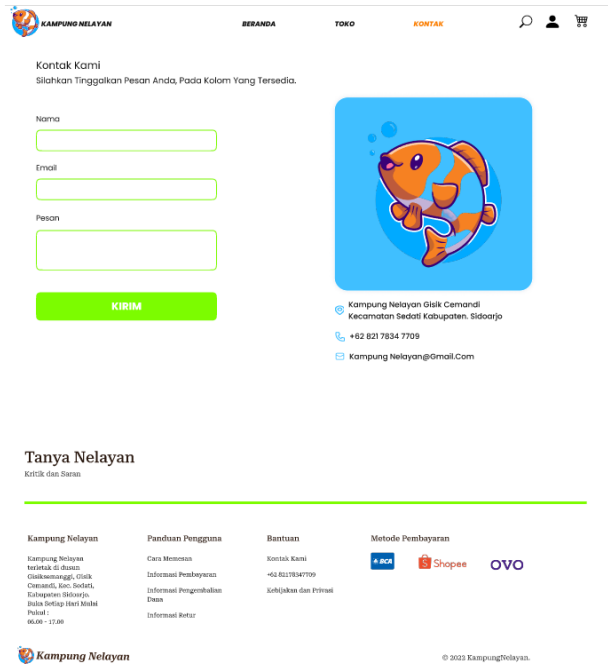 KAMPUNG NELAYAN
BERANDA
TOKO
KONTAK
Kontak Kami
Silahkan Tinggalkan Pesan Anda, Pada Kolom Yang Tersedia.
Nama
Email
Pesan
KIRIM
Kampung Nelayan Gisik Cemandi
Kecamatan Sedati Kabupaten. Sidoarjo
+62 821 7834 7709
Kampung Nelayan@Gmail.Com
Tanya Nelayan
Kritik dan Saran
Kampung Nelayan
Kampung Nelayan
terletak di dusun
Gisiksemanggi, Gisik
Cemandi, Kec. Sedati,
Kabupaten Sidoarjo.
Buka Setiap Hari Mulai
Pukul :
06.00 - 17.00
Panduan Pengguna
Cara Memesan
Informasi Pembayaran
Informasi Pengembalian
Dana
Informasi Retur
Bantuan
Kontak Kami
+62 82178347709
Kebijakan dan Privasi
Metode Pembayaran
BCA
Shopee
OVO
Kampung Nelayan
© 2022 KampungNelayan.